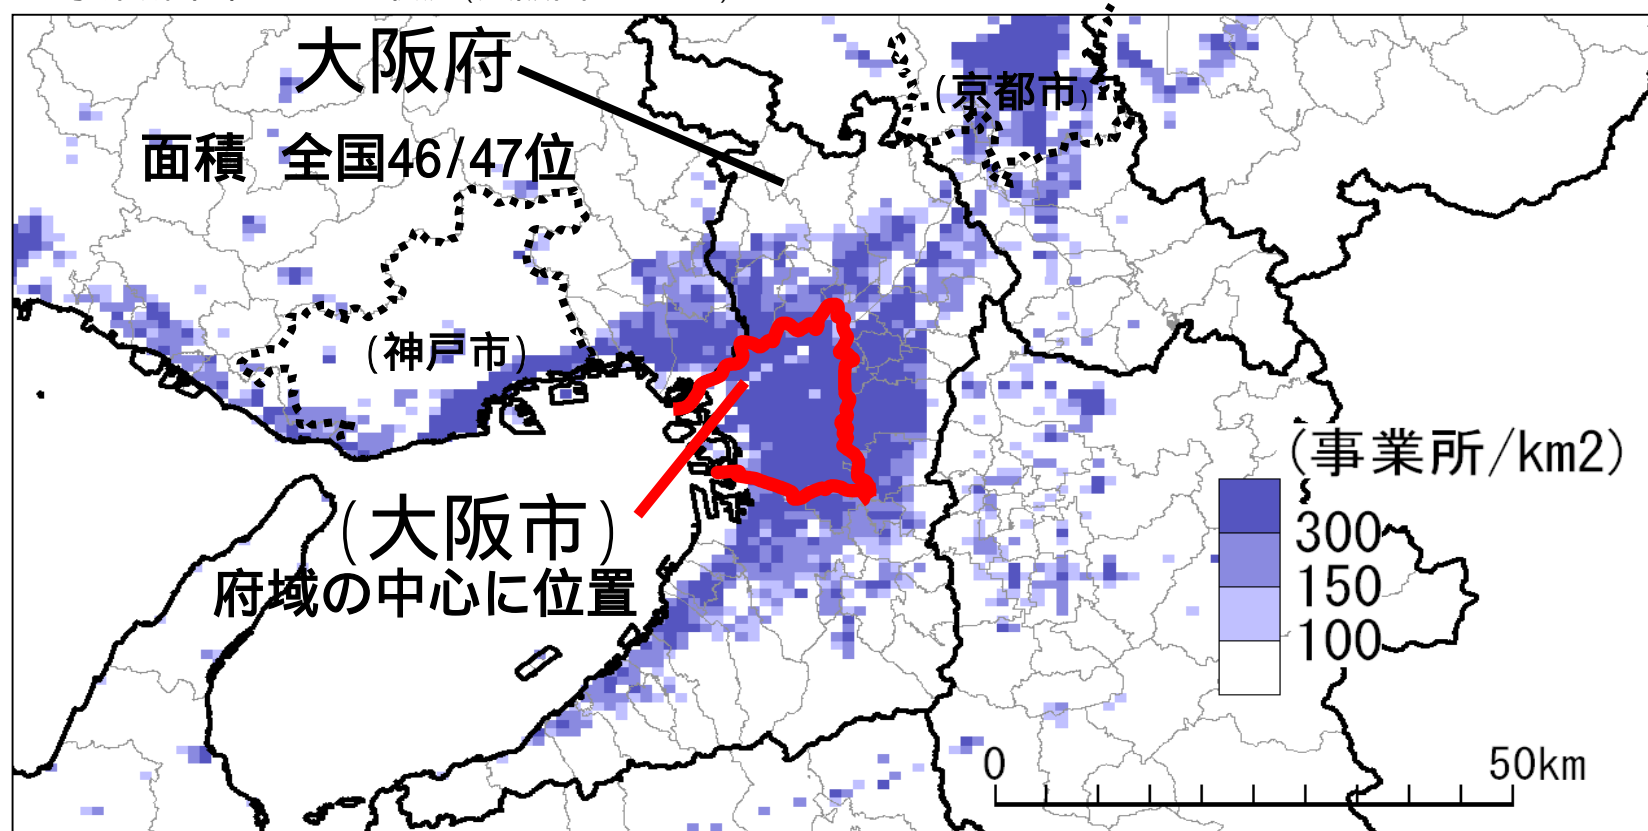 大阪府
(京都市)
面積 全国46/47位
(神戸市)
(事業所/km2)
300
150
100
(大阪市)
府域の中心に位置
0 50km